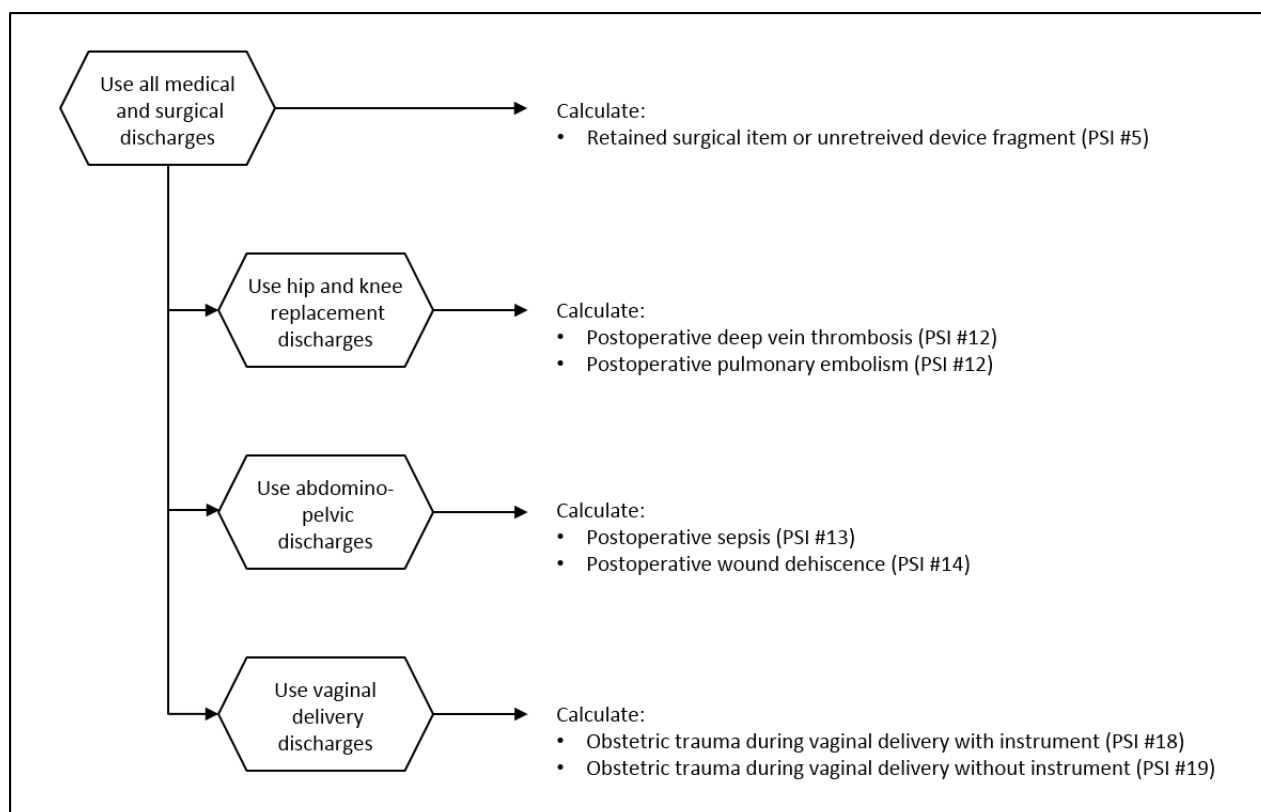 Use all medical
and surgical
discharges
Calculate:
• Retained surgical item or unretreived device fragment (PSI #5)
Use hip and knee
replacement
discharges
Calculate:
• Postoperative deep vein thrombosis (PSI #12)
• Postoperative pulmonary embolism (PSI #12)
Use abdomino-
pelvic
discharges
Calculate:
• Postoperative sepsis (PSI #13)
• Postoperative wound dehiscence (PSI #14)
Use vaginal
delivery
discharges
Calculate:
• Obstetric trauma during vaginal delivery with instrument (PSI #18)
• Obstetric trauma during vaginal delivery without instrument (PSI #19)